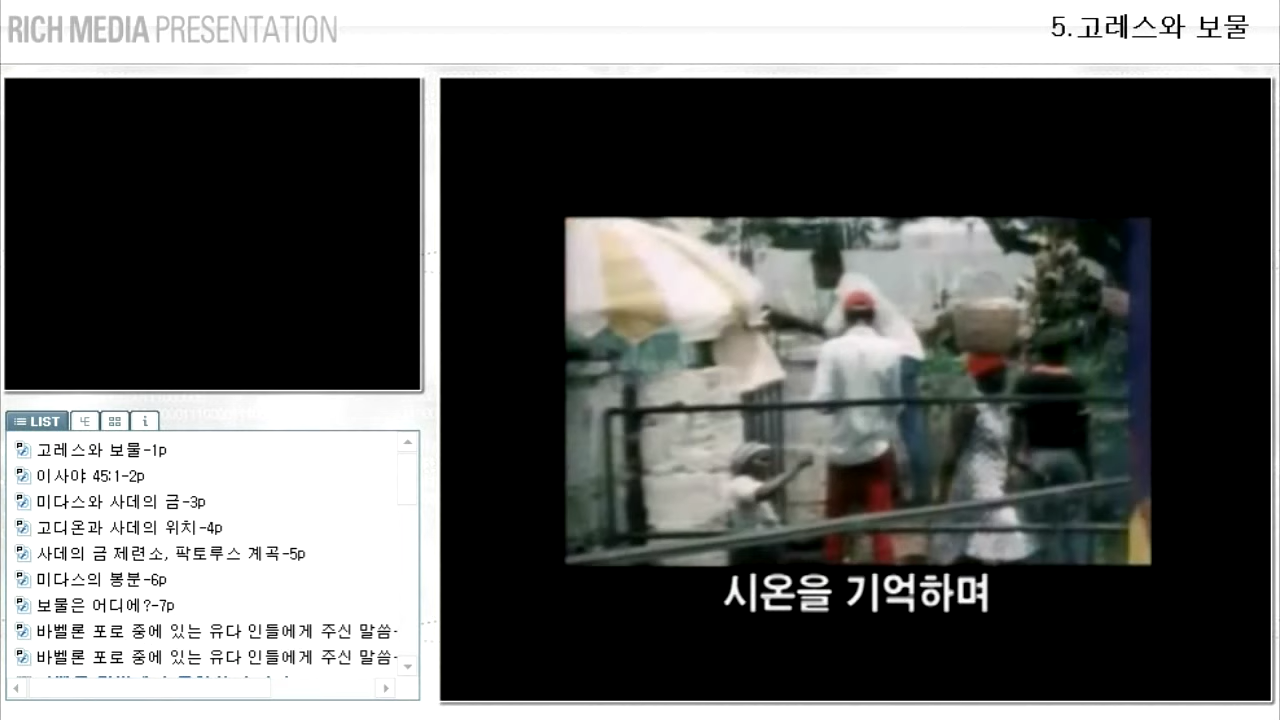 RICH MEDIA PRESENTATION
5.고레스와 보물
시온을 기억하며
LIST
고레스와 보물-1p
이사야 45:1-2p
미다스와 사데의 금-3p
고디온과 사데의 위치-4p
사데의 금 제련소, 팍토루스 계곡-5p
미다스의 봉분-6p
보물은 어디에?-7p
바벨론 포로 중에 있는 유다 인들에게 주신 말씀-
바벨론 포로 중에 있는 유다 인들에게 주신 말씀-